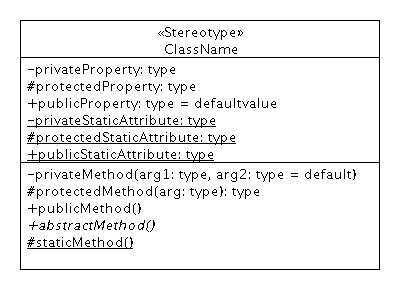 «Stereotype»
ClassName
-privateProperty: type
#protectedProperty: type
+publicProperty: type = defaultvalue
-privateStaticAttribute: type
#protectedStaticAttribute: type
+publicStaticAttribute: type
-privateMethod(arg1: type, arg2: type = default)
#protectedMethod(arg: type): type
+publicMethod()
+abstractMethod()
#staticMethod()